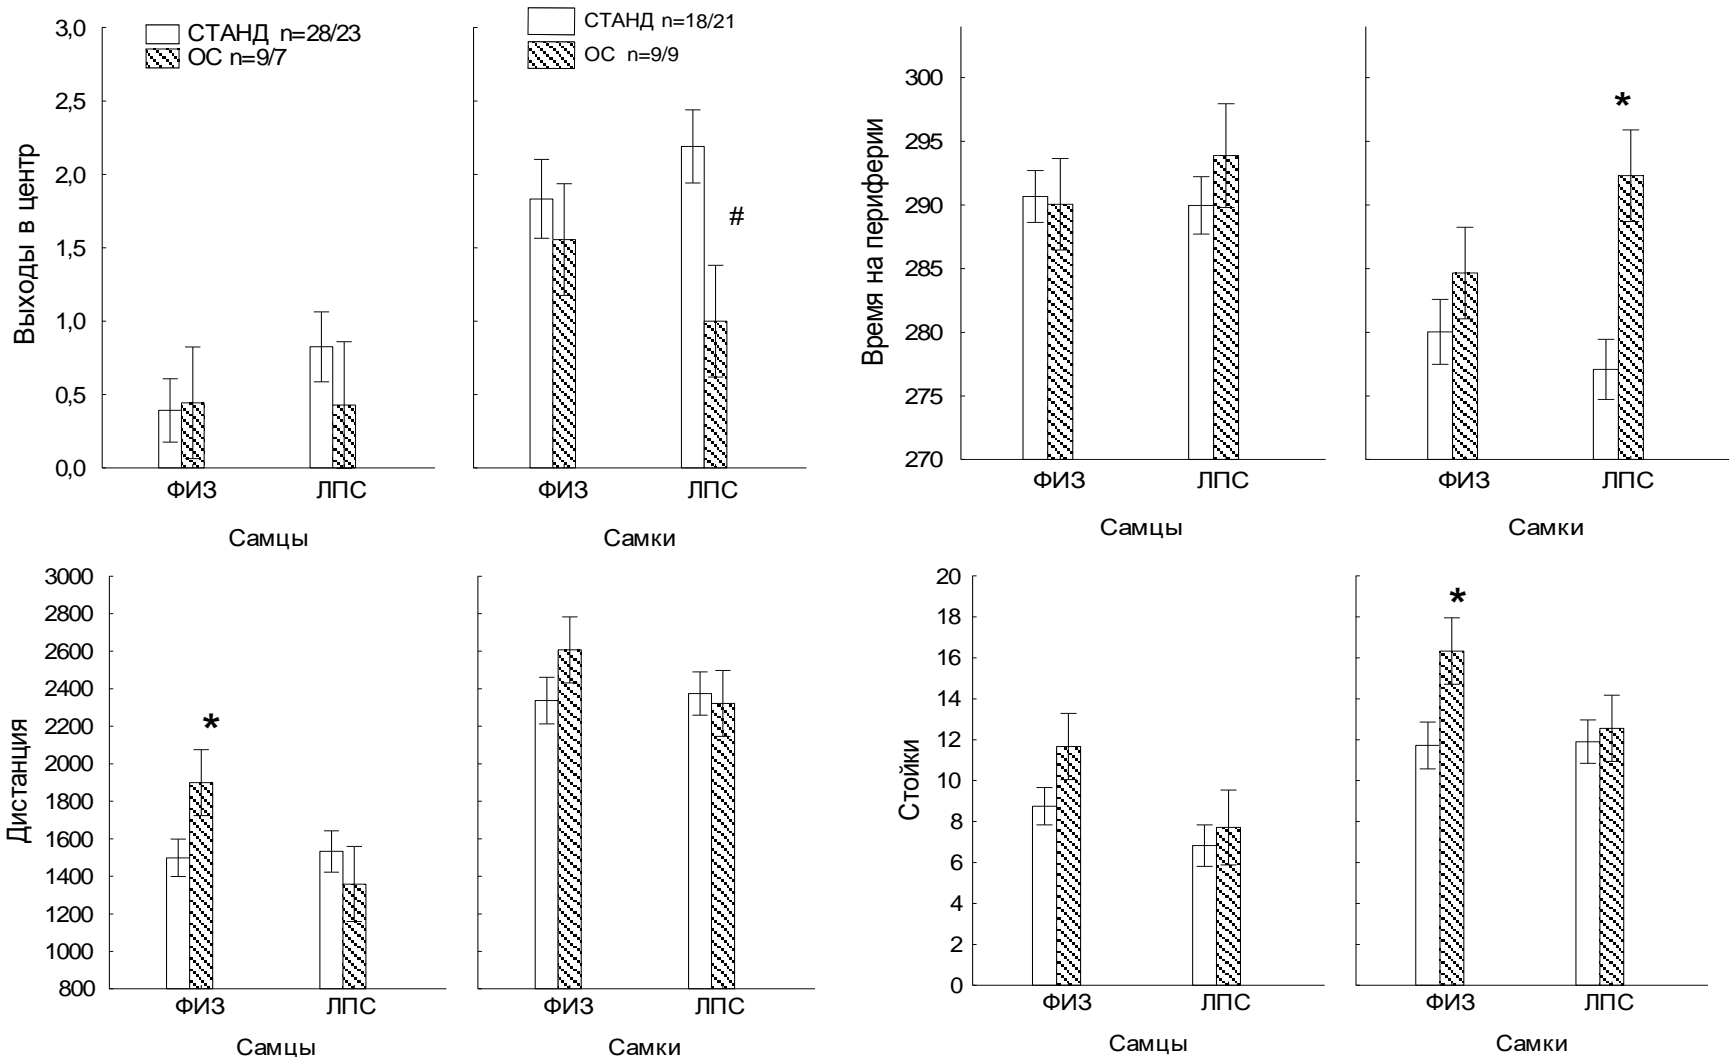 СТАНД n=28/23
ОС n=9/7
СТАНД n=18/21
ОС n=9/9
Выходы в центр
3,0
2,5
2,0
1,5
1,0
0,5
0,0
#
ФИЗ ЛПС
Самцы
ФИЗ ЛПС
Самки
Время на периферии
300
295
290
285
280
275
270
*
ФИЗ ЛПС
Самцы
ФИЗ ЛПС
Самки
Дистанция
3000
2800
2600
2400
2200
2000
1800
1600
1400
1200
1000
800
*
ФИЗ ЛПС
Самцы
ФИЗ ЛПС
Самки
Стойки
20
18
16
14
12
10
8
6
4
2
0
*
ФИЗ ЛПС
Самцы
ФИЗ ЛПС
Самки